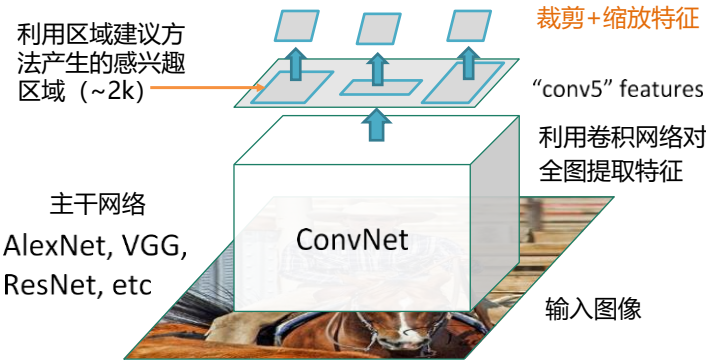 裁剪+缩放特征
利用区域建议方
法产生的感兴趣
区域（~2k）
“conv5” features
利用卷积网络对
全图提取特征
主干网络
AlexNet, VGG,
ResNet, etc
ConvNet
输入图像